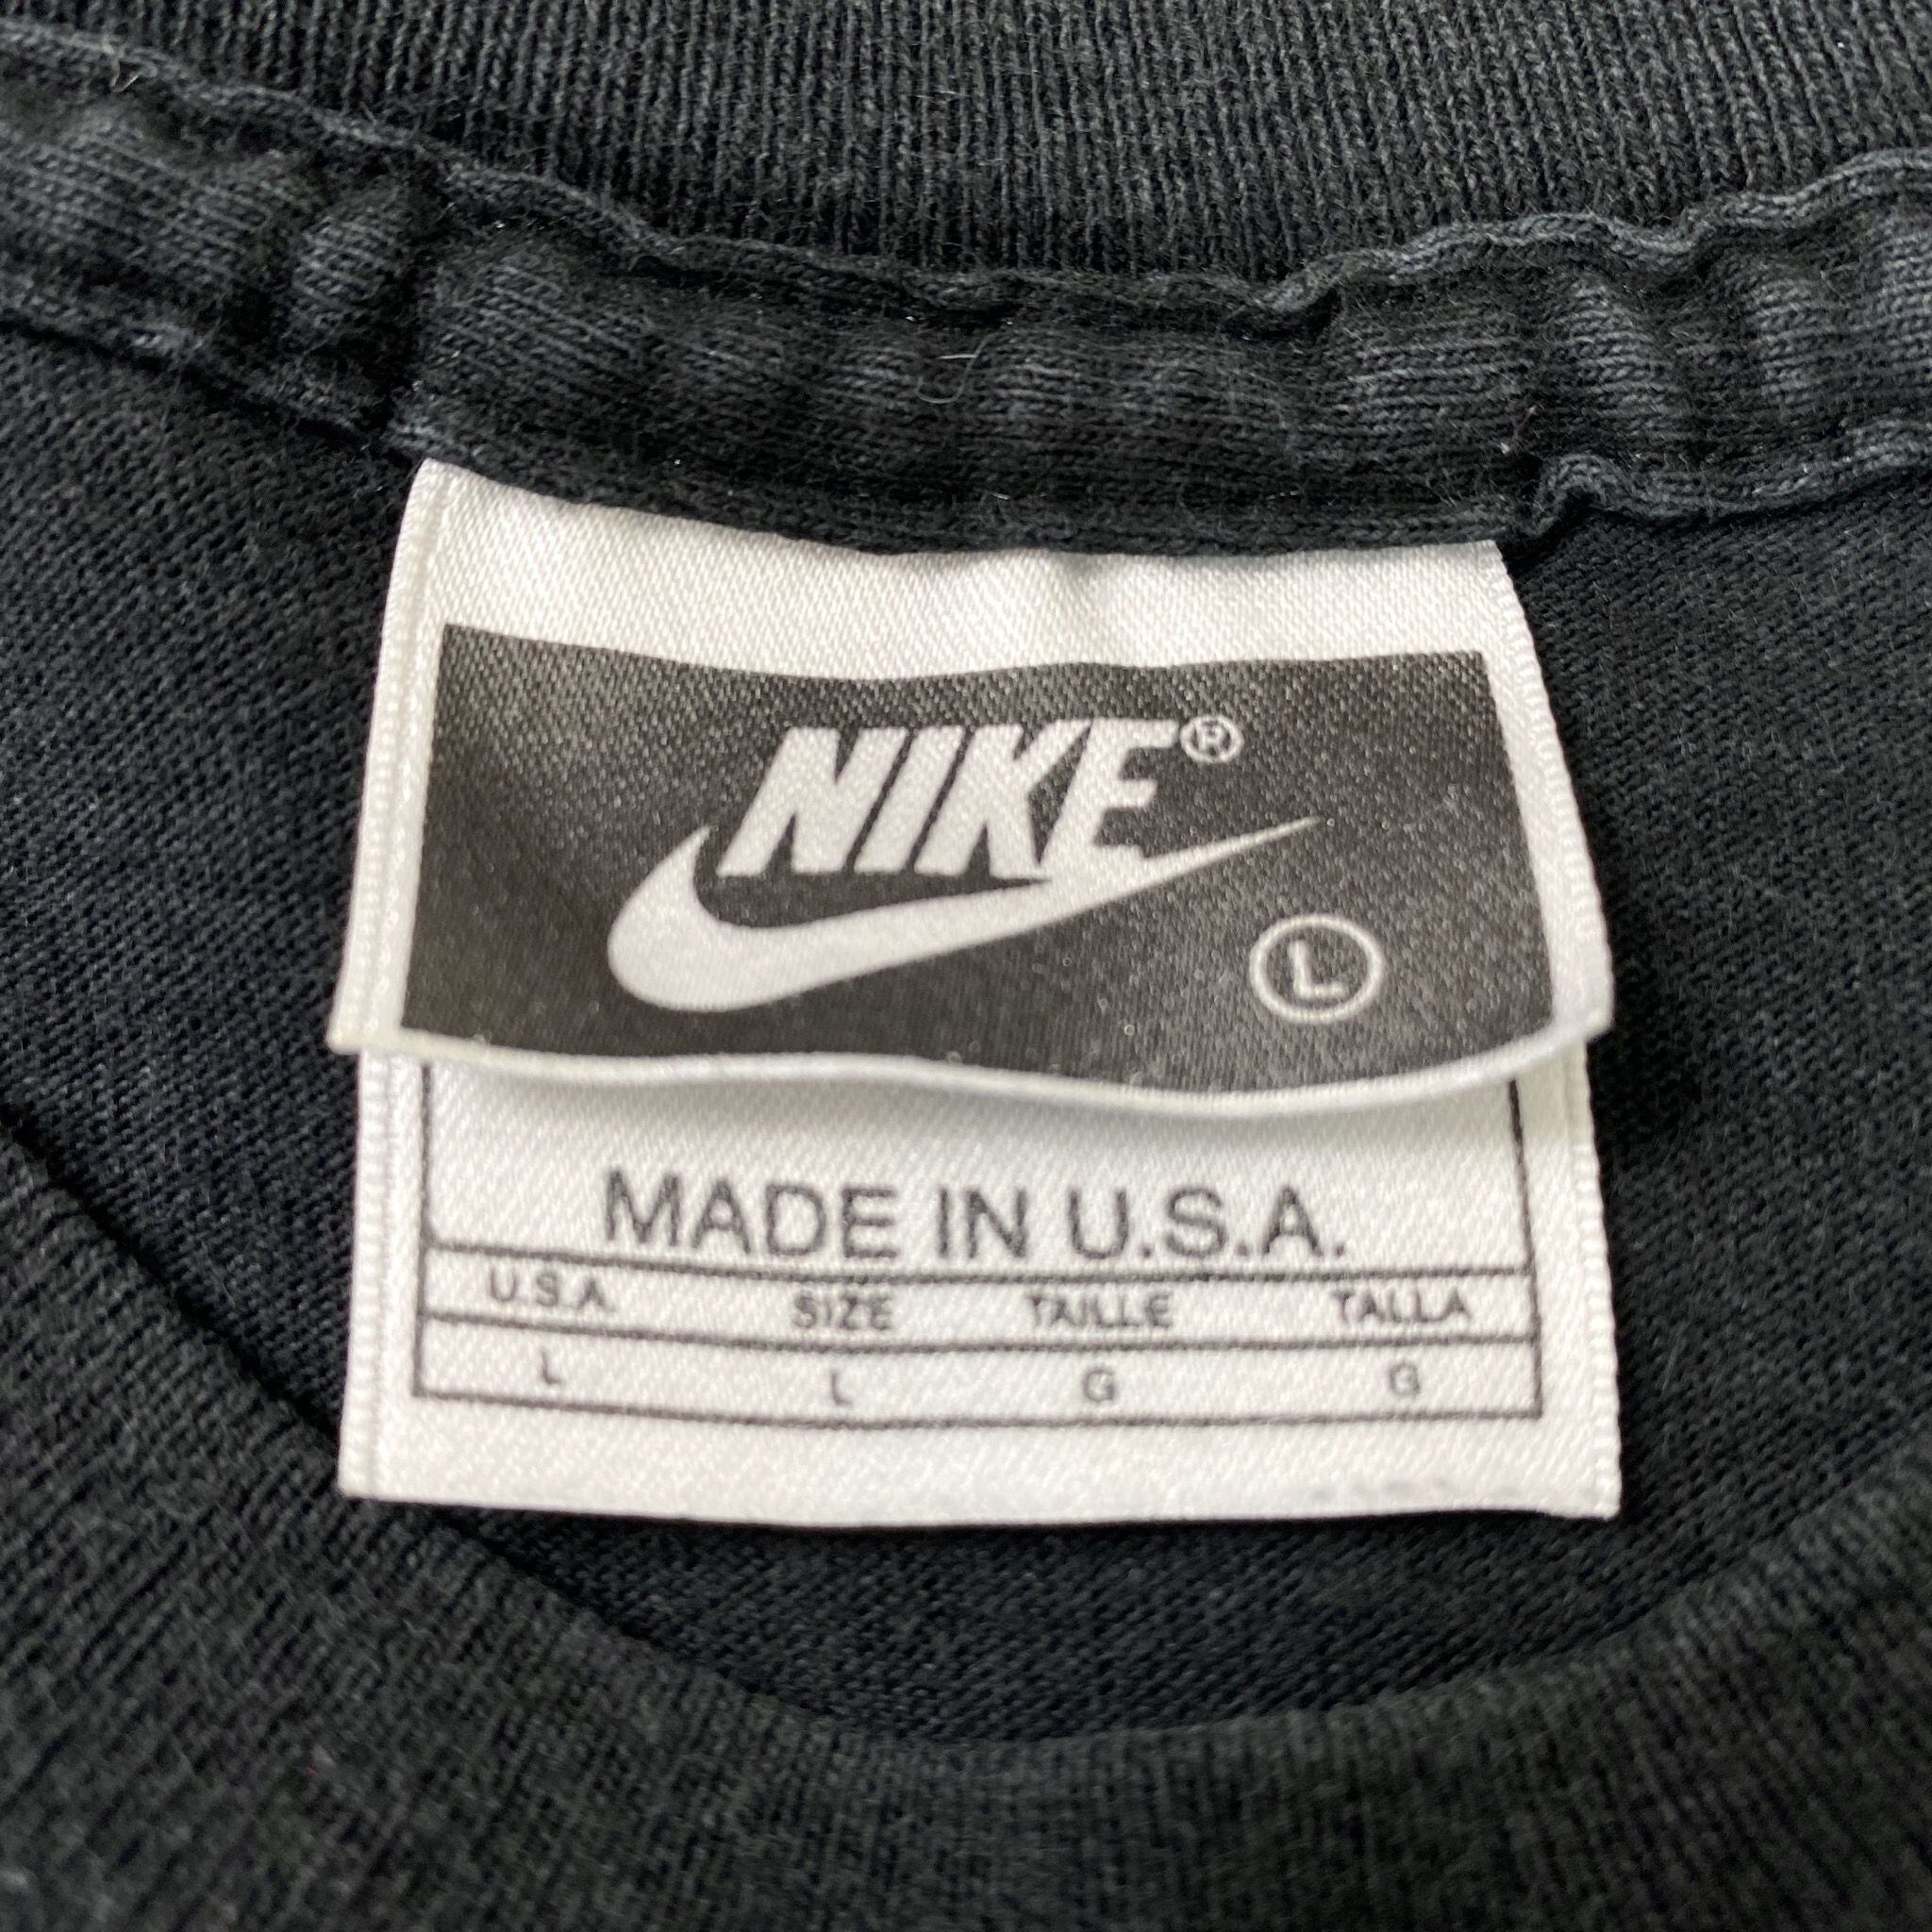 NIKE®
L
MADE IN U.S.A.
U.S.A. SIZE TAILLE TALLA
L L G G